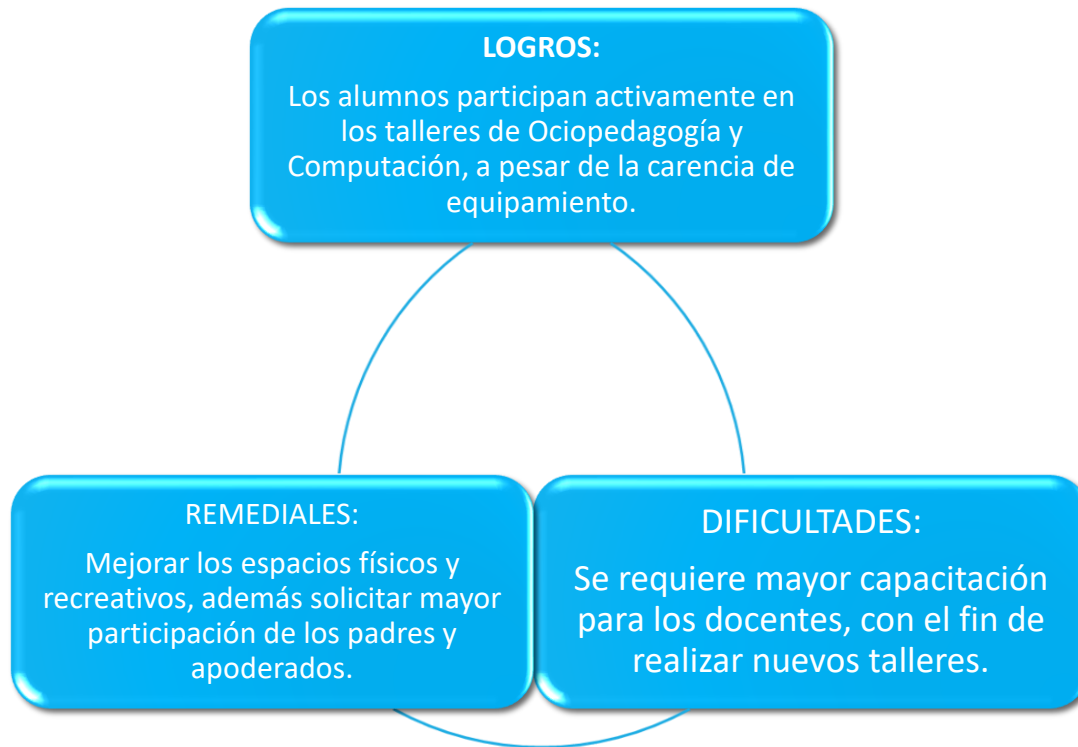 LOGROS:
Los alumnos participan activamente en
los talleres de Ociopedagogía y
Computación, a pesar de la carencia de
equipamiento.
REMEDIALES:
Mejorar los espacios físicos y
recreativos, además solicitar mayor
participación de los padres y
apoderados.
DIFICULTADES:
Se requiere mayor capacitación
para los docentes, con el fin de
realizar nuevos talleres.